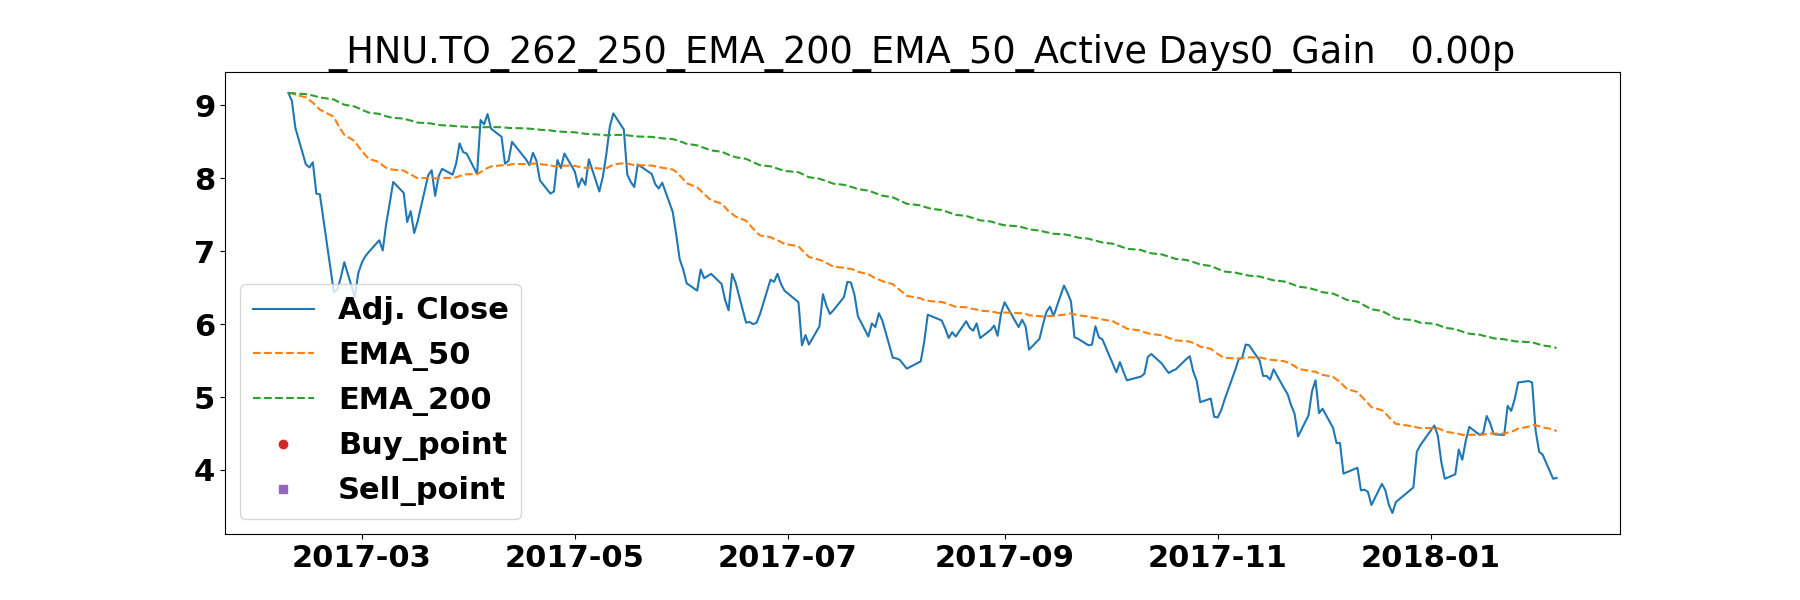 _HNU.TO_262_250_EMA_200_EMA_50_Active Days0_Gain   0.00p
9
8
7
6
5
4
Adj. Close
EMA_50
EMA_200
Buy_point
Sell_point
2017-03 2017-05 2017-07 2017-09 2017-11 2018-01